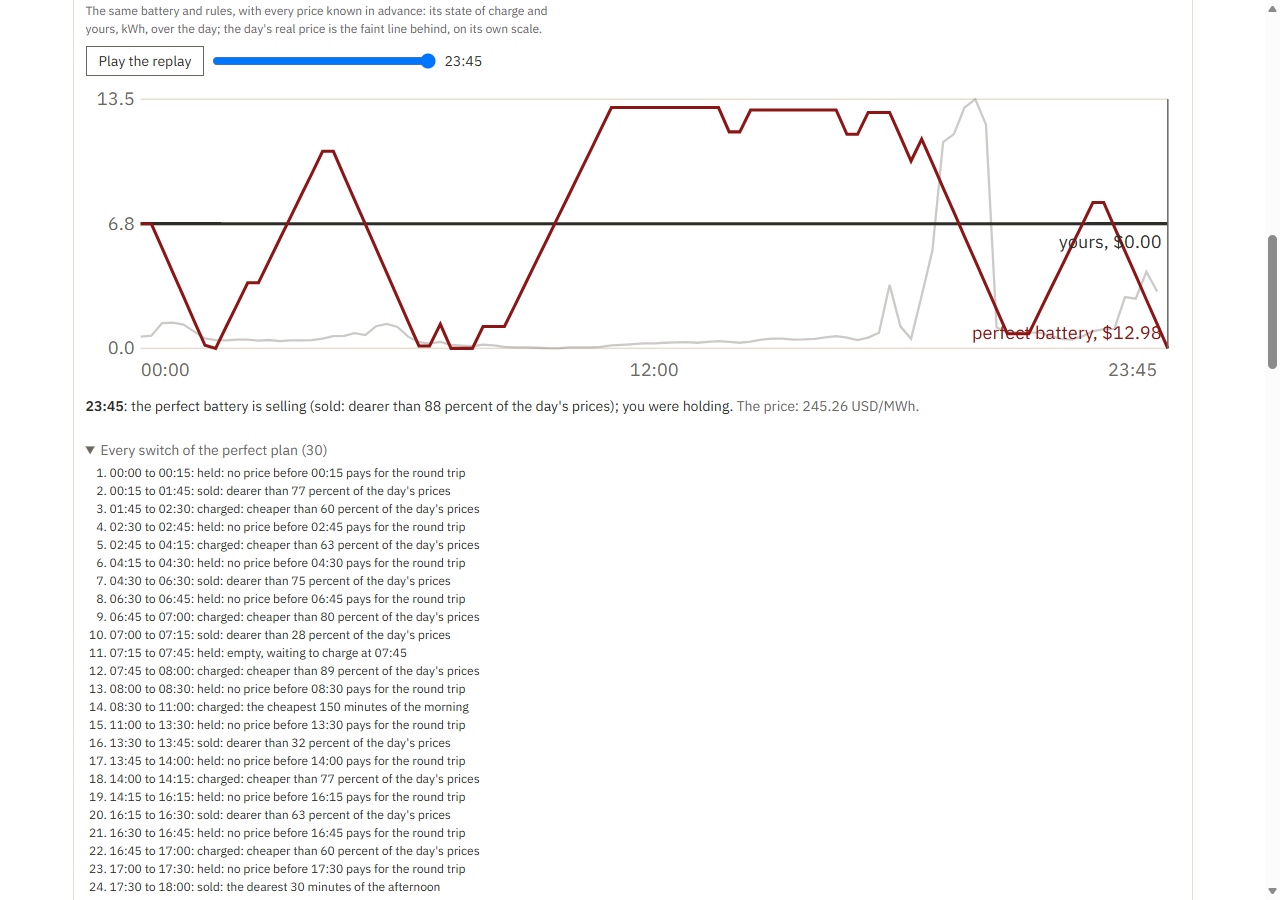 The same battery and rules, with every price known in advance: its state of charge and
yours, kWh, over the day; the day's real price is the faint line behind, on its own scale.
Play the replay
23:45
13.5
6.8
yours, $0.00
perfect battery, $12.98
0.0
00:00
12:00
23:45
23:45: the perfect battery is selling (sold: dearer than 88 percent of the day's prices); you were holding. The price: 245.26 USD/MWh.
▼ Every switch of the perfect plan (30)
1. 00:00 to 00:15: held: no price before 00:15 pays for the round trip
2. 00:15 to 01:45: sold: dearer than 77 percent of the day's prices
3. 01:45 to 02:30: charged: cheaper than 60 percent of the day's prices
4. 02:30 to 02:45: held: no price before 02:45 pays for the round trip
5. 02:45 to 04:15: charged: cheaper than 63 percent of the day's prices
6. 04:15 to 04:30: held: no price before 04:30 pays for the round trip
7. 04:30 to 06:30: sold: dearer than 75 percent of the day's prices
8. 06:30 to 06:45: held: no price before 06:45 pays for the round trip
9. 06:45 to 07:00: charged: cheaper than 80 percent of the day's prices
10. 07:00 to 07:15: sold: dearer than 28 percent of the day's prices
11. 07:15 to 07:45: held: empty, waiting to charge at 07:45
12. 07:45 to 08:00: charged: cheaper than 89 percent of the day's prices
13. 08:00 to 08:30: held: no price before 08:30 pays for the round trip
14. 08:30 to 11:00: charged: the cheapest 150 minutes of the morning
15. 11:00 to 13:30: held: no price before 13:30 pays for the round trip
16. 13:30 to 13:45: sold: dearer than 32 percent of the day's prices
17. 13:45 to 14:00: held: no price before 14:00 pays for the round trip
18. 14:00 to 14:15: charged: cheaper than 77 percent of the day's prices
19. 14:15 to 16:15: held: no price before 16:15 pays for the round trip
20. 16:15 to 16:30: sold: dearer than 63 percent of the day's prices
21. 16:30 to 16:45: held: no price before 16:45 pays for the round trip
22. 16:45 to 17:00: charged: cheaper than 60 percent of the day's prices
23. 17:00 to 17:30: held: no price before 17:30 pays for the round trip
24. 17:30 to 18:00: sold: the dearest 30 minutes of the afternoon